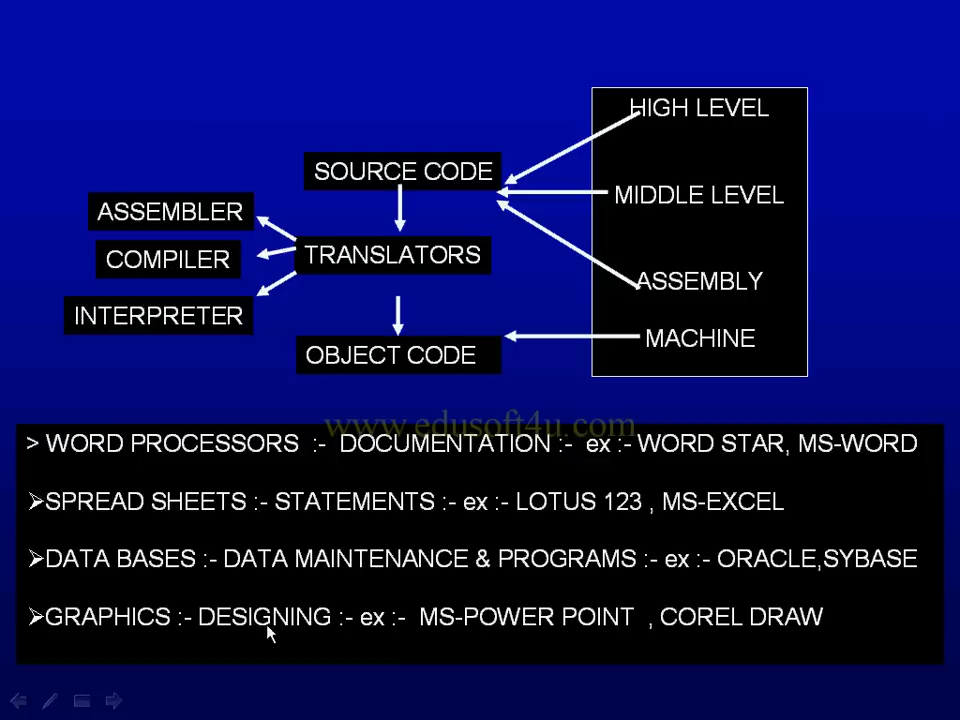 HIGH LEVEL
SOURCE CODE
MIDDLE LEVEL
ASSEMBLER
TRANSLATORS
COMPILER
ASSEMBLY
INTERPRETER
MACHINE
OBJECT CODE
www.edusoft4u.com
> WORD PROCESSORS :- DOCUMENTATION :- ex :- WORD STAR, MS-WORD
➢SPREAD SHEETS :- STATEMENTS :- ex :- LOTUS 123 , MS-EXCEL
➢DATA BASES :- DATA MAINTENANCE & PROGRAMS :- ex :- ORACLE,SYBASE
➢GRAPHICS :- DESIGNING :- ex :- MS-POWER POINT , COREL DRAW